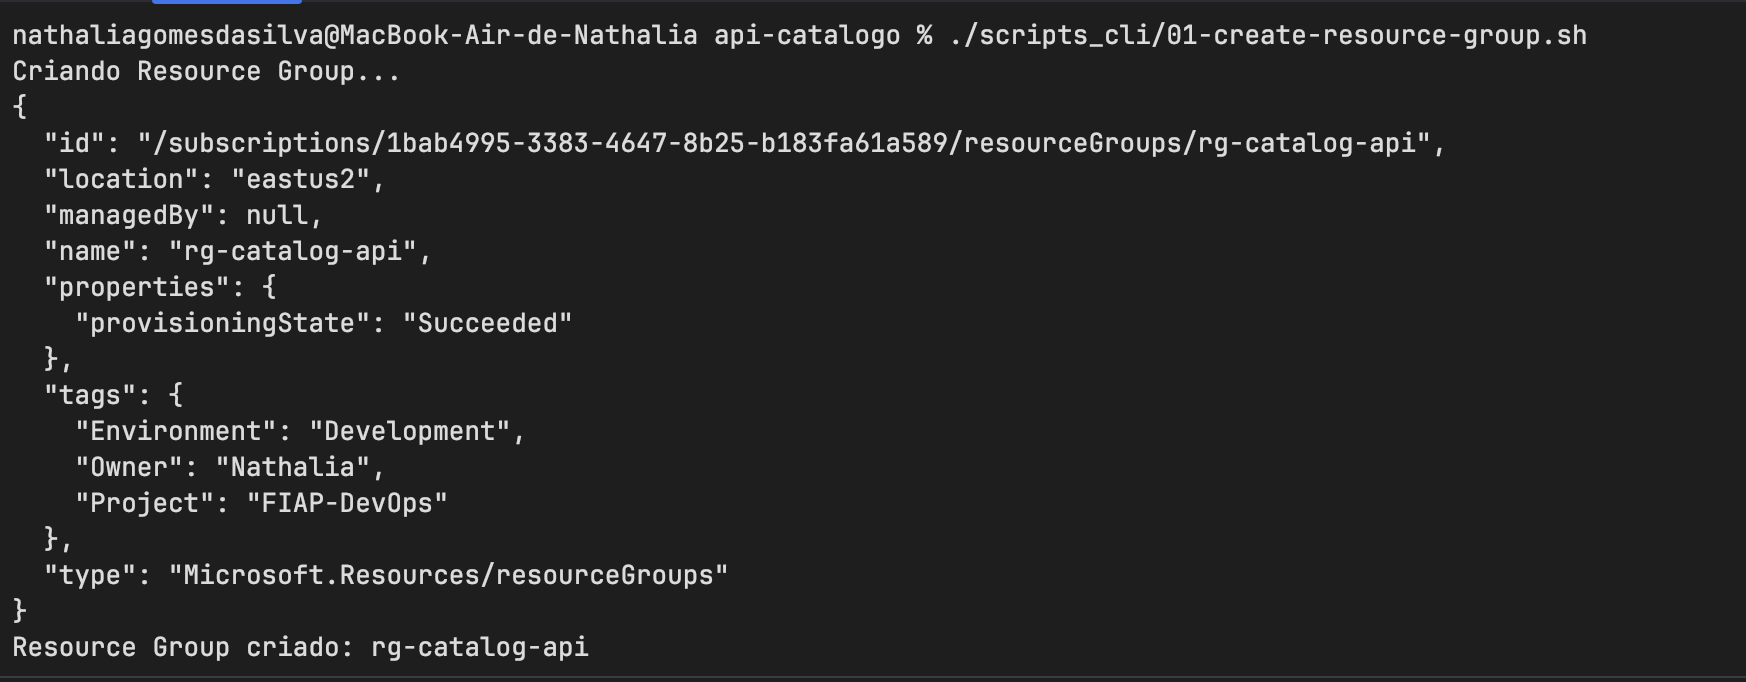 nathaliagomesdasilva@MacBook-Air-de-Nathalia api-catalogo % ./scripts_cli/01-create-resource-group.sh
Criando Resource Group...
{
  "id": "/subscriptions/1bab4995-3383-4647-8b25-b183fa61a589/resourceGroups/rg-catalog-api",
  "location": "eastus2",
  "managedBy": null,
  "name": "rg-catalog-api",
  "properties": {
    "provisioningState": "Succeeded"
  },
  "tags": {
    "Environment": "Development",
    "Owner": "Nathalia",
    "Project": "FIAP-DevOps"
  },
  "type": "Microsoft.Resources/resourceGroups"
}
Resource Group criado: rg-catalog-api